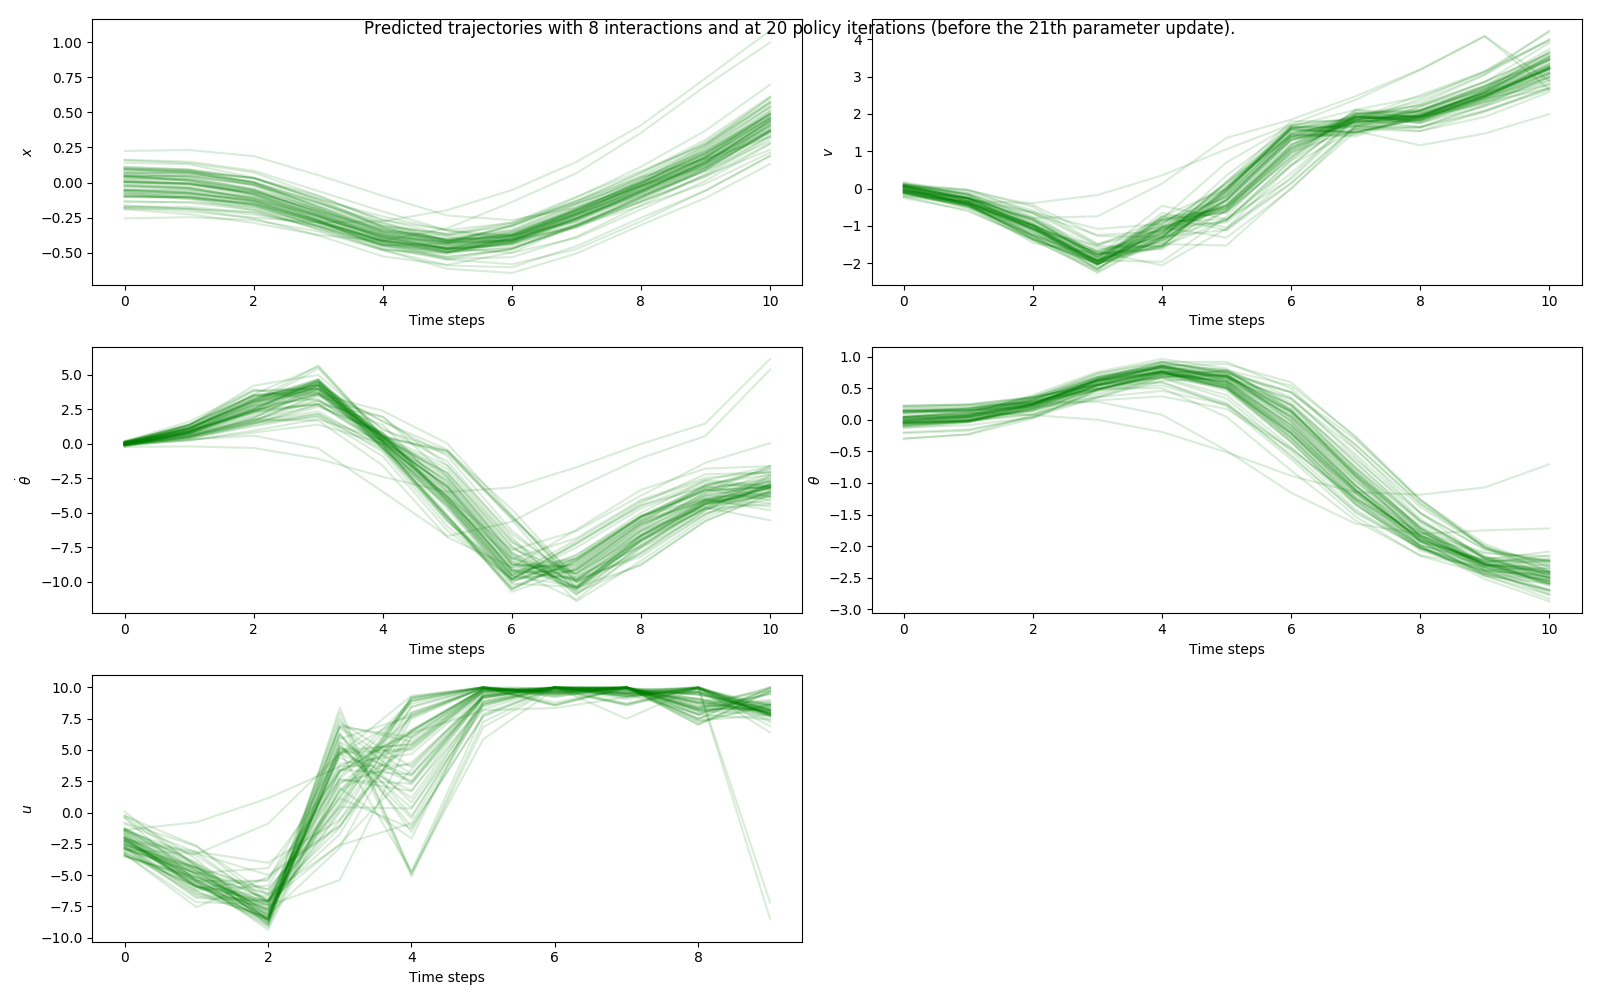 Predicted trajectories with 8 interactions and at 20 policy iterations (before the 21th parameter update).
1.00
0.75
0.50
0.25
0.00
−0.25
−0.50
x
0 2 4 6 8 10
Time steps
4
3
2
1
0
−1
−2
v
0 2 4 6 8 10
Time steps
5.0
2.5
0.0
−2.5
−5.0
−7.5
−10.0
θ̇
0 2 4 6 8 10
Time steps
1.0
0.5
0.0
−0.5
−1.0
−1.5
−2.0
−2.5
−3.0
θ
0 2 4 6 8 10
Time steps
10.0
7.5
5.0
2.5
0.0
−2.5
−5.0
−7.5
−10.0
u
0 2 4 6 8
Time steps